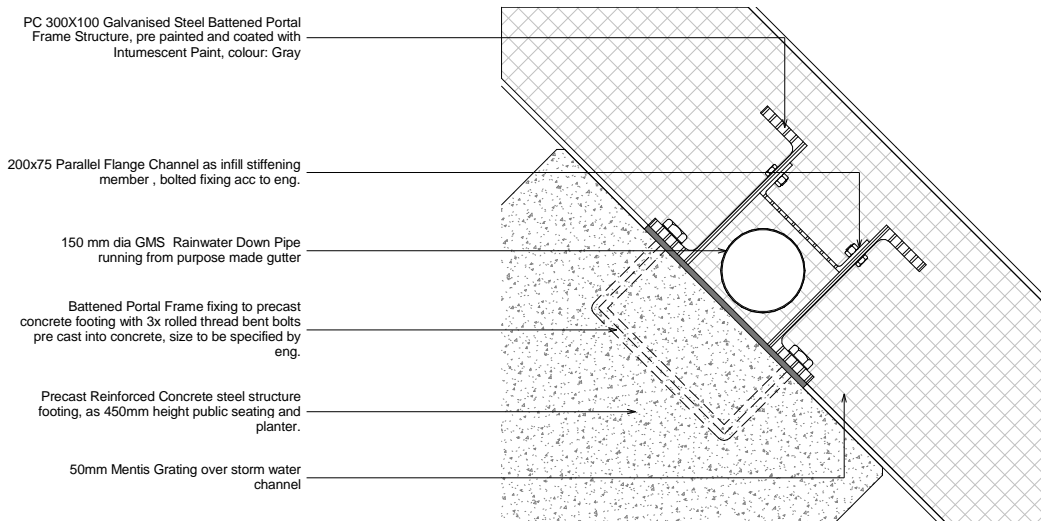 PC 300X100 Galvanised Steel Battened Portal
Frame Structure, pre painted and coated with
Intumescent Paint, colour: Gray
200x75 Parallel Flange Channel as infill stiffening
member , bolted fixing acc to eng.
150 mm dia GMS Rainwater Down Pipe
running from purpose made gutter
Battened Portal Frame fixing to precast
concrete footing with 3x rolled thread bent bolts
pre cast into concrete, size to be specified by
eng.
Precast Reinforced Concrete steel structure
footing, as 450mm height public seating and
planter.
50mm Mentis Grating over storm water
channel